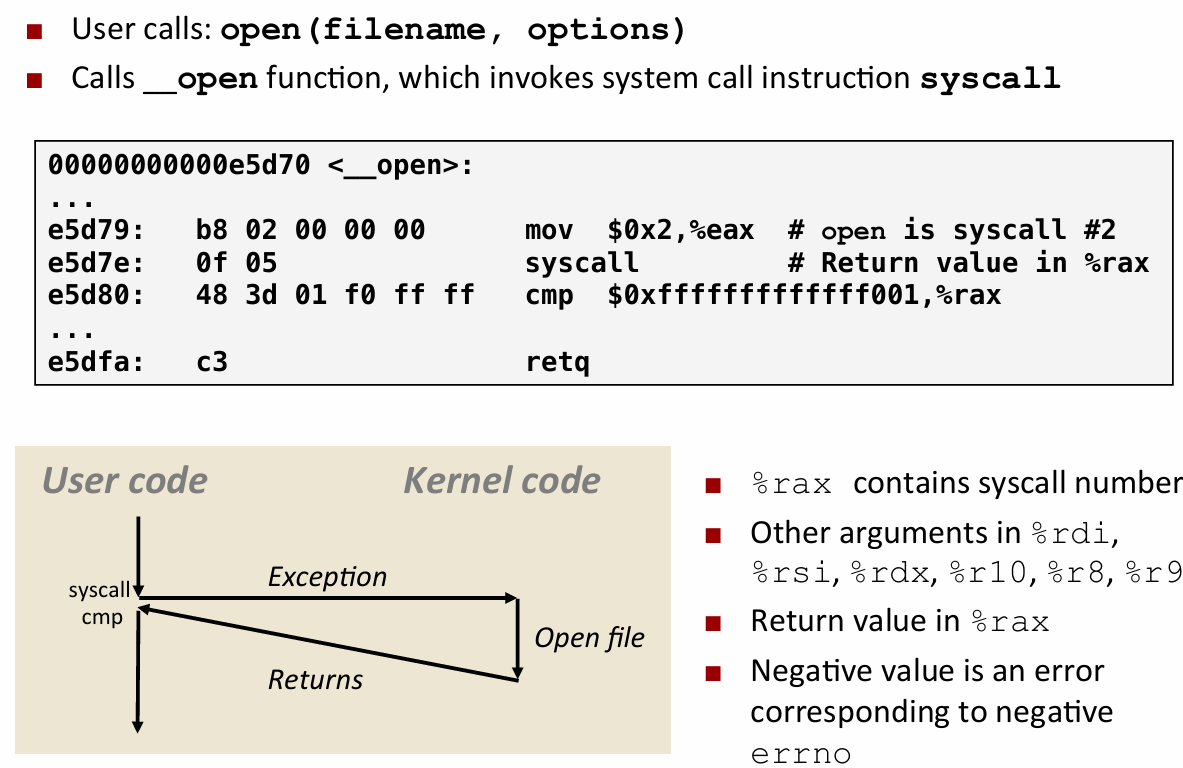 User calls: open(filename, options)
Calls __open function, which invokes system call instruction syscall
00000000000e5d70 <__open>:
...
e5d79:   b8 02 00 00 00      mov  $0x2,%eax  # open is syscall #2
e5d7e:   0f 05               syscall         # Return value in %rax
e5d80:   48 3d 01 f0 ff ff   cmp  $0xfffffffffffff001,%rax
...
e5dfa:   c3                  retq
User code
Kernel code
syscall
cmp
Exception
Open file
Returns
%rax contains syscall number
Other arguments in %rdi,
%rsi, %rdx, %r10, %r8, %r9
Return value in %rax
Negative value is an error
corresponding to negative
errno